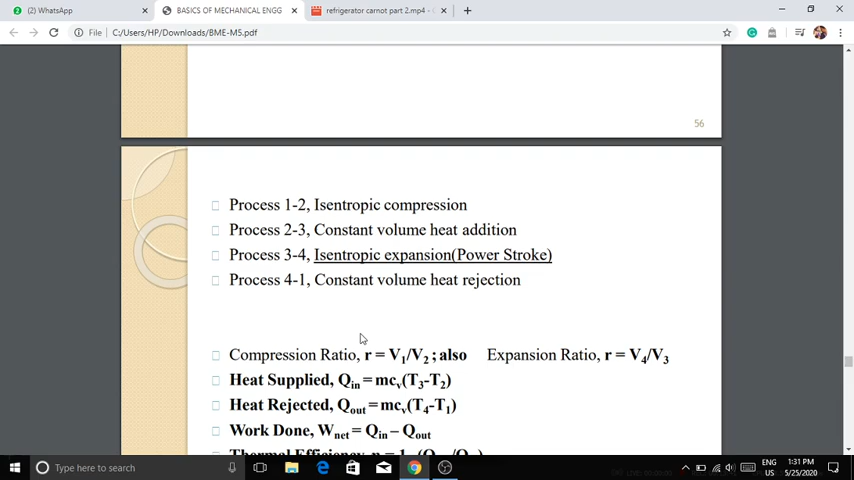 (2) WhatsApp
BASICS OF MECHANICAL ENGG
refrigerator carnot part 2.mp4 -
File | C:/Users/HP/Downloads/BME-M5.pdf
56
Process 1-2, Isentropic compression
Process 2-3, Constant volume heat addition
Process 3-4, Isentropic expansion(Power Stroke)
Process 4-1, Constant volume heat rejection
Compression Ratio, r = V1/V2 ; also Expansion Ratio, r = V4/V3
Heat Supplied, Qin = mcv(T3-T2)
Heat Rejected, Qout = mcv(T4-T1)
Work Done, Wnet = Qin – Qout
Thermal Efficiency,
Type here to search
ENG
US
1:31 PM
5/25/2020